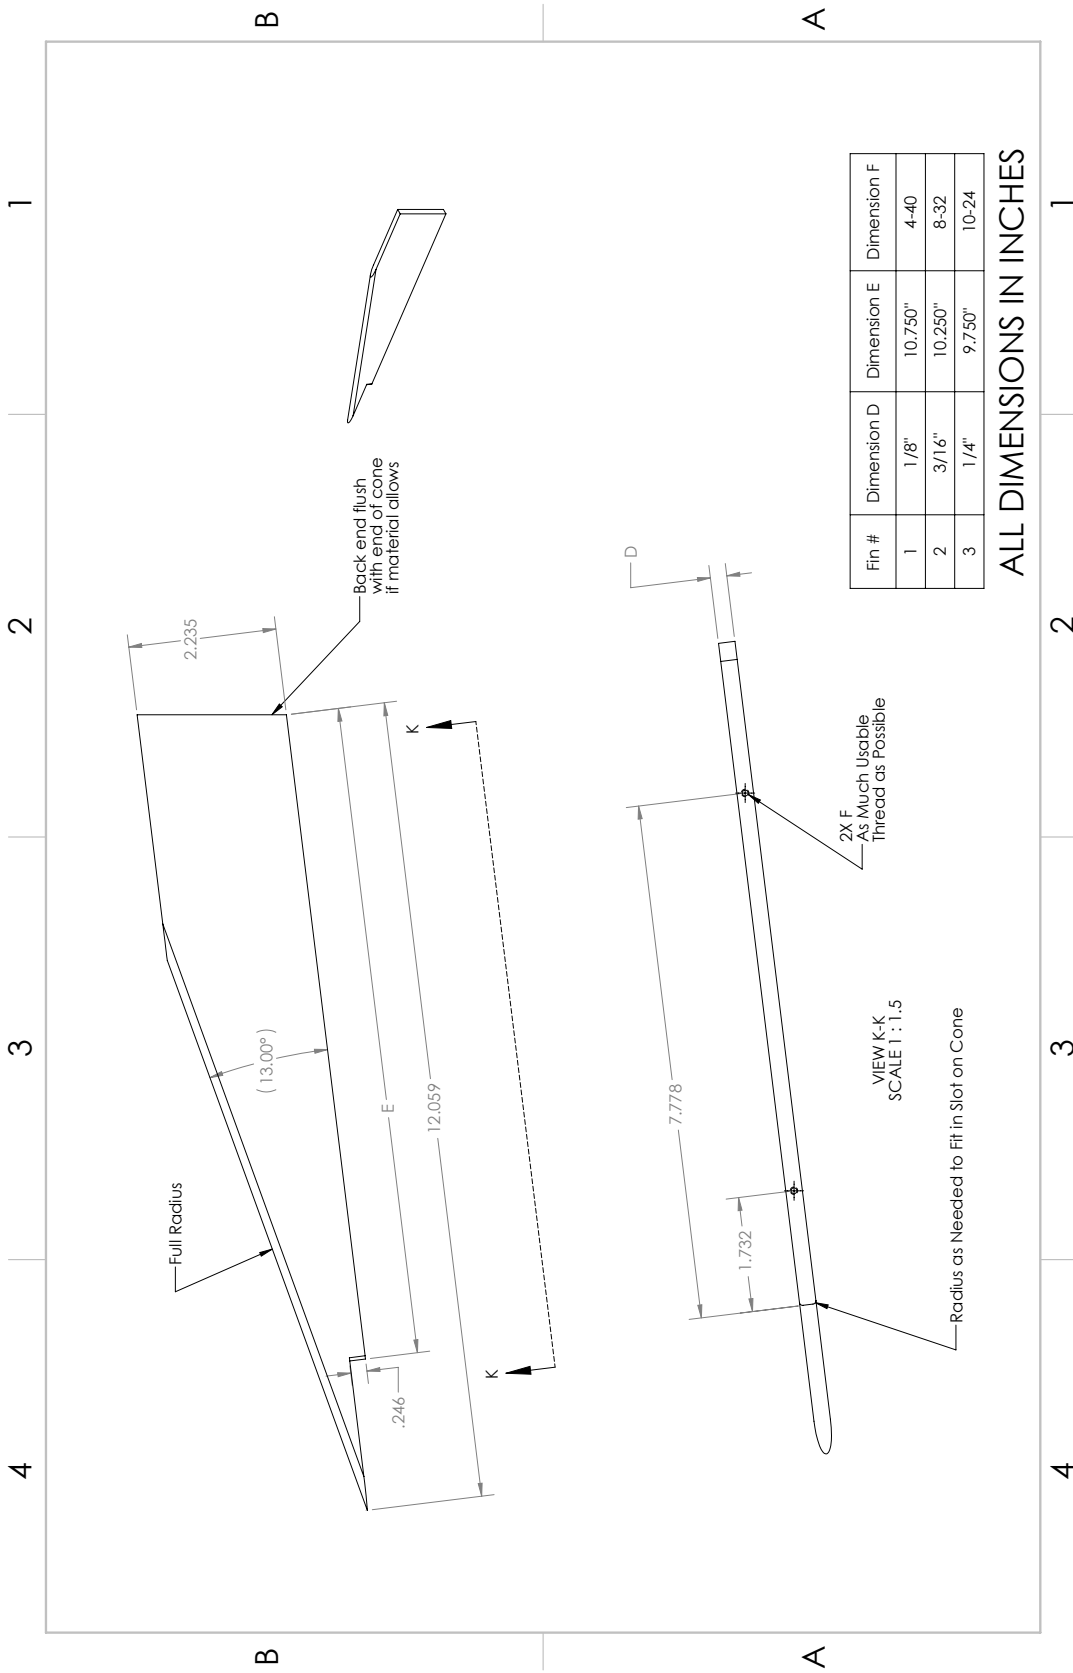 4 3 2 1
B B
Full Radius
( 13.00° )
2.235
Back end flush
with end of cone
if material allows
E
12.059
.246
K K
7.778
1.732
D
2X F
As Much Usable
Thread as Possible
VIEW K-K
SCALE 1 : 1.5
Radius as Needed to Fit in Slot on Cone
A A
Fin # Dimension D Dimension E Dimension F
1 1/8" 10.750" 4-40
2 3/16" 10.250" 8-32
3 1/4" 9.750" 10-24
ALL DIMENSIONS IN INCHES
4 3 2 1